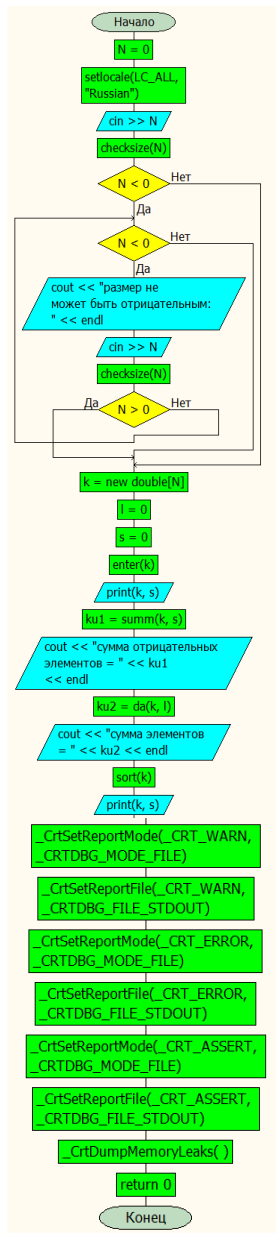 Начало
N = 0
setlocale(LC_ALL,
"Russian")
cin >> N
checksize(N)
N < 0
Нет
Да
N < 0
Нет
Да
cout << "размер не
может быть отрицательным:
" << endl
cin >> N
checksize(N)
Да
N > 0
Нет
k = new double[N]
l = 0
s = 0
enter(k)
print(k, s)
ku1 = summ(k, s)
cout << "сумма отрицательных
элементов = " << ku1
<< endl
ku2 = da(k, l)
cout << "сумма элементов
= " << ku2 << endl
sort(k)
print(k, s)
_CrtSetReportMode(_CRT_WARN,
_CRTDBG_MODE_FILE)
_CrtSetReportFile(_CRT_WARN,
_CRTDBG_FILE_STDOUT)
_CrtSetReportMode(_CRT_ERROR,
_CRTDBG_MODE_FILE)
_CrtSetReportFile(_CRT_ERROR,
_CRTDBG_FILE_STDOUT)
_CrtSetReportMode(_CRT_ASSERT,
_CRTDBG_MODE_FILE)
_CrtSetReportFile(_CRT_ASSERT,
_CRTDBG_FILE_STDOUT)
_CrtDumpMemoryLeaks( )
return 0
Конец